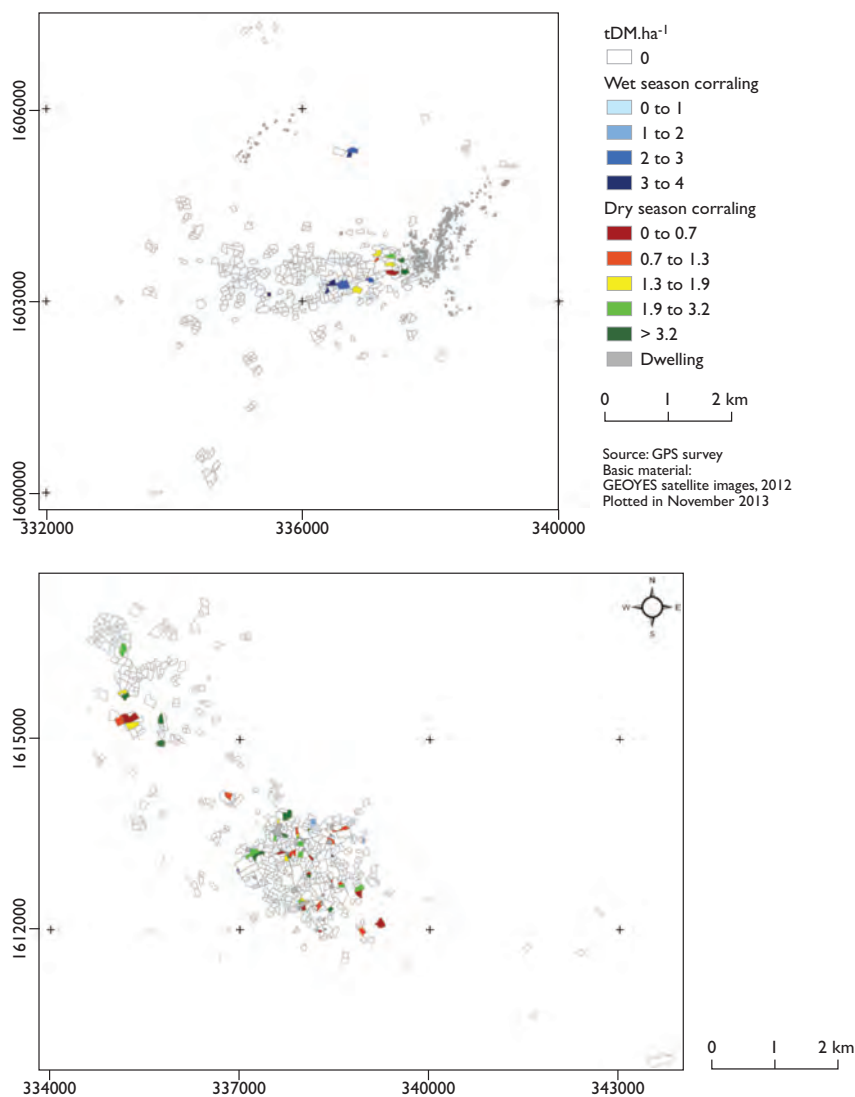 tDM.ha-1
0
Wet season corraling
0 to 1
1 to 2
2 to 3
3 to 4
Dry season corraling
0 to 0.7
0.7 to 1.3
1.3 to 1.9
1.9 to 3.2
> 3.2
Dwelling
0 1 2 km
Source: GPS survey
Basic material:
GEOYES satellite images, 2012
Plotted in November 2013
1606000
1603000
1600000
332000 336000 340000
N
W E
S
1615000
1612000
334000 337000 340000 343000
0 1 2 km